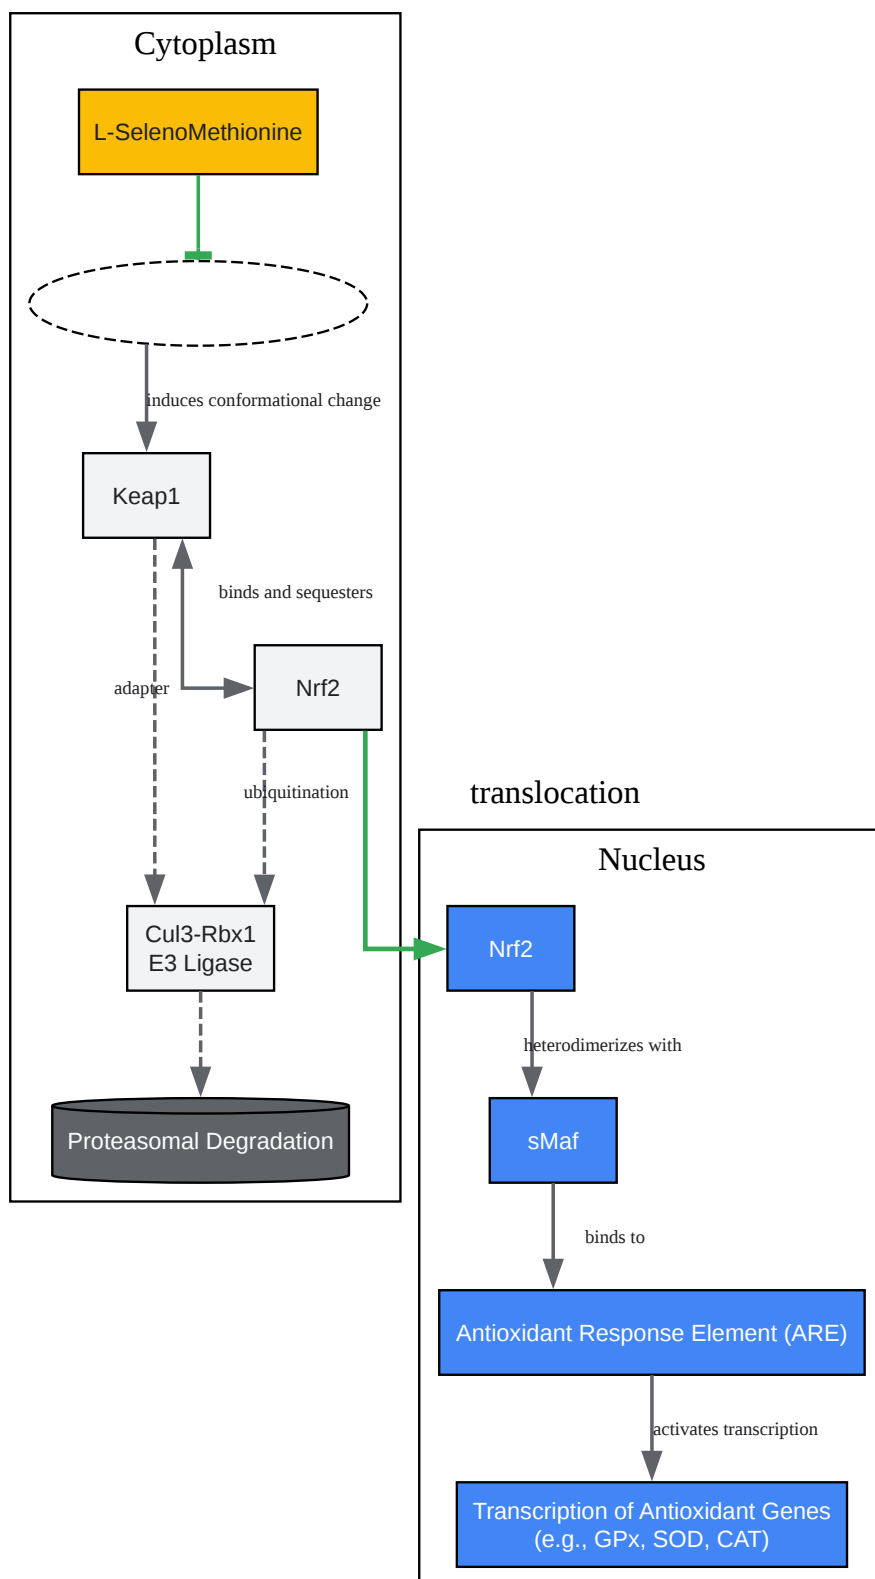 Cytoplasm
L-SelenoMethionine
induces conformational change
Keap1
binds and sequesters
adapter
Nrf2
ubiquitination
translocation
Nucleus
Cul3-Rbx1
E3 Ligase
Nrf2
heterodimerizes with
Proteasomal Degradation
sMaf
binds to
Antioxidant Response Element (ARE)
activates transcription
Transcription of Antioxidant Genes
(e.g., GPx, SOD, CAT)